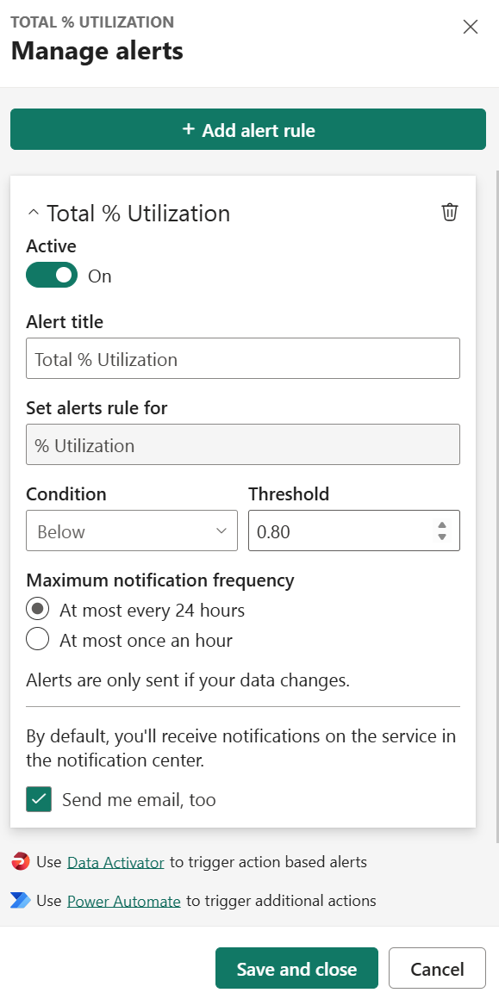 TOTAL % UTILIZATION
Manage alerts
+ Add alert rule
Total % Utilization
Active
On
Alert title
Total % Utilization
Set alerts rule for
% Utilization
Condition Threshold
Below 0.80
Maximum notification frequency
At most every 24 hours
At most once an hour
Alerts are only sent if your data changes.
By default, you'll receive notifications on the service in
the notification center.
Send me email, too
Use Data Activator to trigger action based alerts
Use Power Automate to trigger additional actions
Save and close Cancel